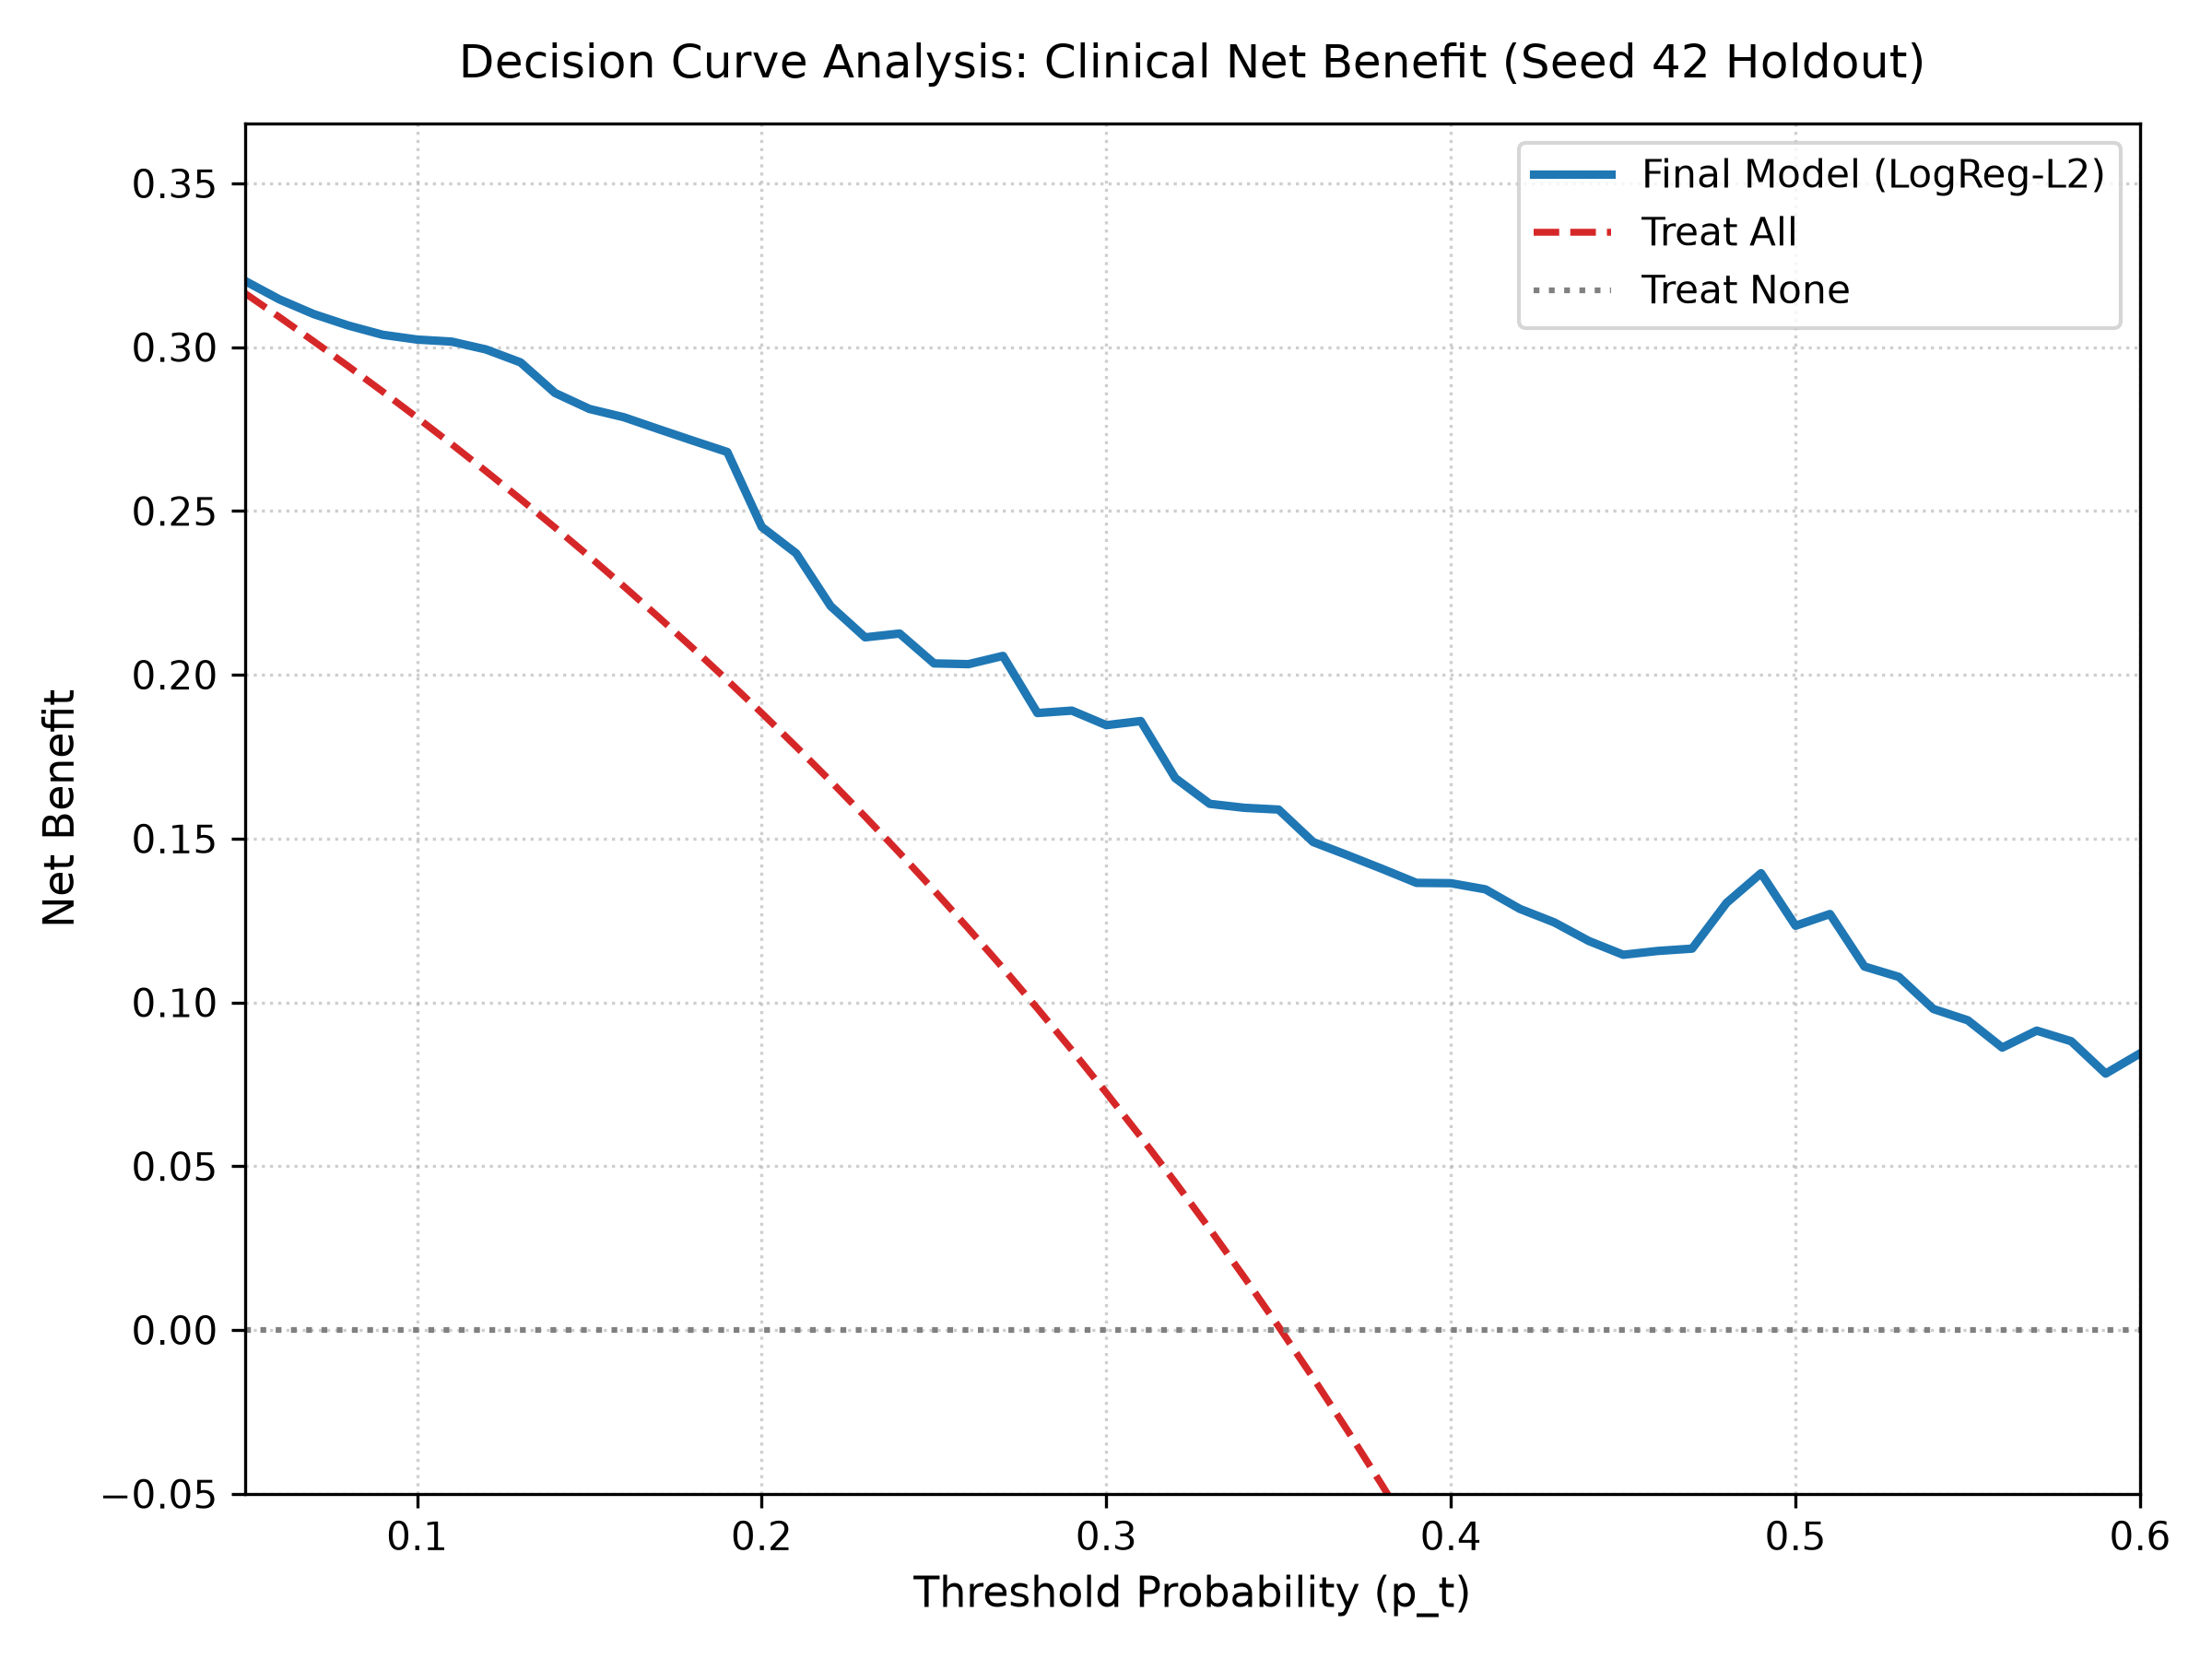 Decision Curve Analysis: Clinical Net Benefit (Seed 42 Holdout)
Final Model (LogReg-L2)
Treat All
Treat None
Net Benefit
0.35
0.30
0.25
0.20
0.15
0.10
0.05
0.00
−0.05
0.1 0.2 0.3 0.4 0.5 0.6
Threshold Probability (p_t)